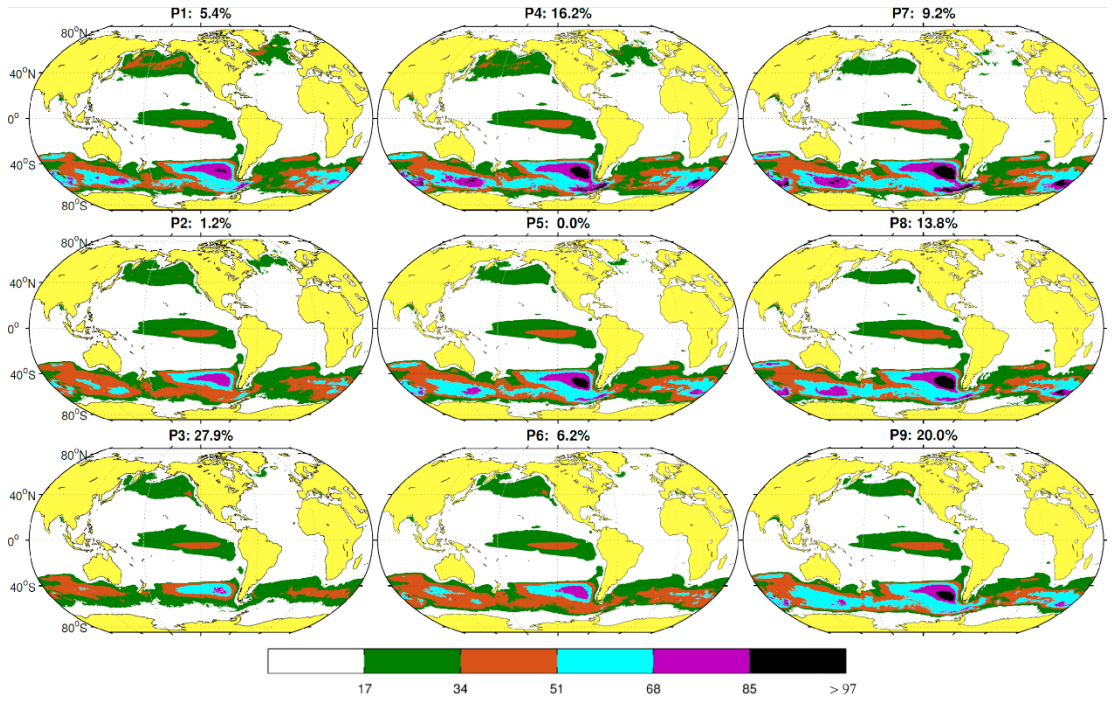 P1: 5.4% P4: 16.2% P7: 9.2%
80°N
40°N
0°
40°S
80°S
P2: 1.2% P5: 0.0% P8: 13.8%
80°N
40°N
0°
40°S
80°S
P3: 27.9% P6: 6.2% P9: 20.0%
80°N
40°N
0°
40°S
80°S
17 34 51 68 85 > 97